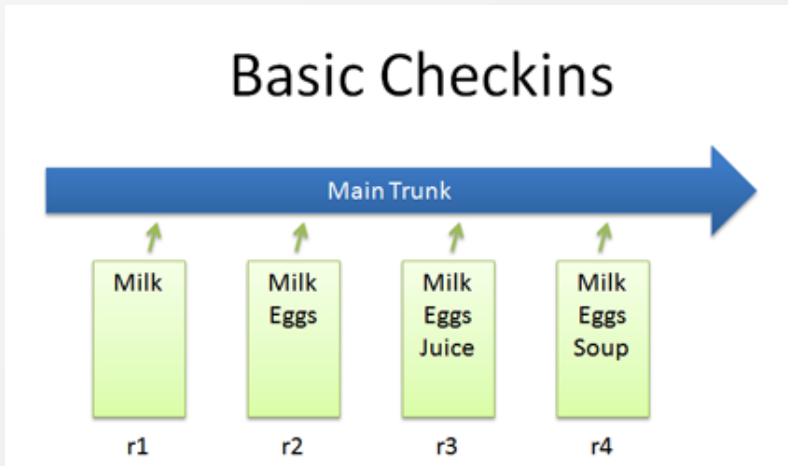 Basic Checkins
Main Trunk
Milk
Milk
Eggs
Milk
Eggs
Juice
Milk
Eggs
Soup
r1
r2
r3
r4